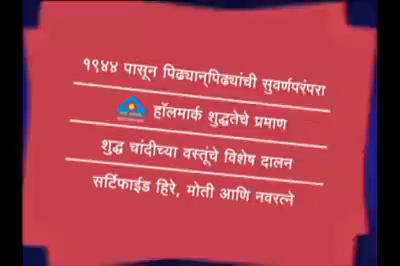 १९४४ पासून पिढ्यान्‌पिढ्यांची सुवर्णपरंपरा
हॉलमार्क शुद्धतेचे प्रमाण
शुद्ध चांदीच्या वस्तूंचे विशेष दालन
सर्टिफाईड हिरे, मोती आणि नवरत्ने